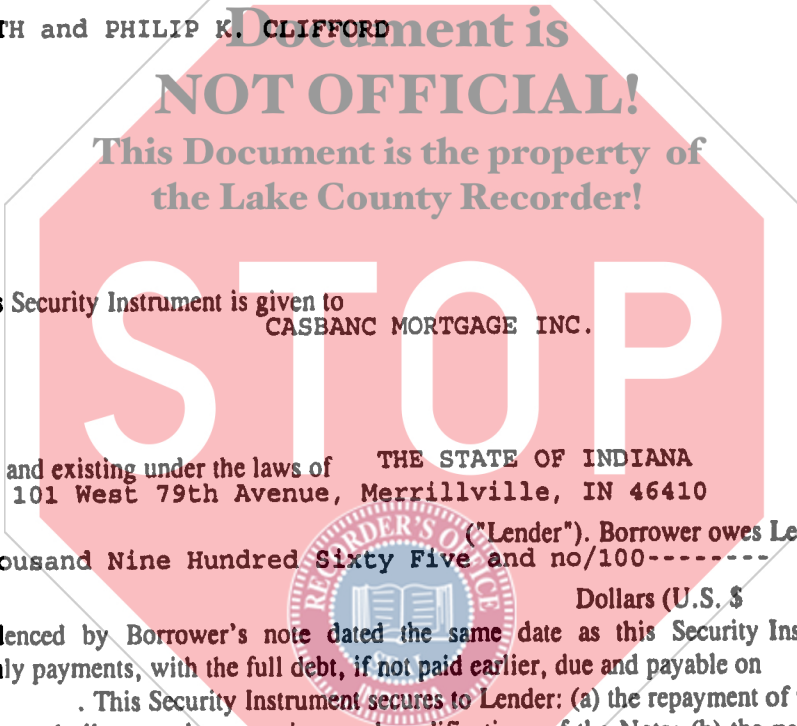 Document is
TH and PHILIP K. CLIFFORD
NOT OFFICIAL!
This Document is the property of
the Lake County Recorder!
STOP
Security Instrument is given to
CASBANC MORTGAGE INC.
and existing under the laws of THE STATE OF INDIANA
101 West 79th Avenue, Merrillville, IN 46410
("Lender"). Borrower owes Le
ousand Nine Hundred Sixty Five and no/100--------
RECORDER'S OFFICE
Dollars (U.S. $
denced by Borrower's note dated the same date as this Security Ins
ly payments, with the full debt, if not paid earlier, due and payable on
SEAL
. This Security Instrument secures to Lender: (a) the repayment of